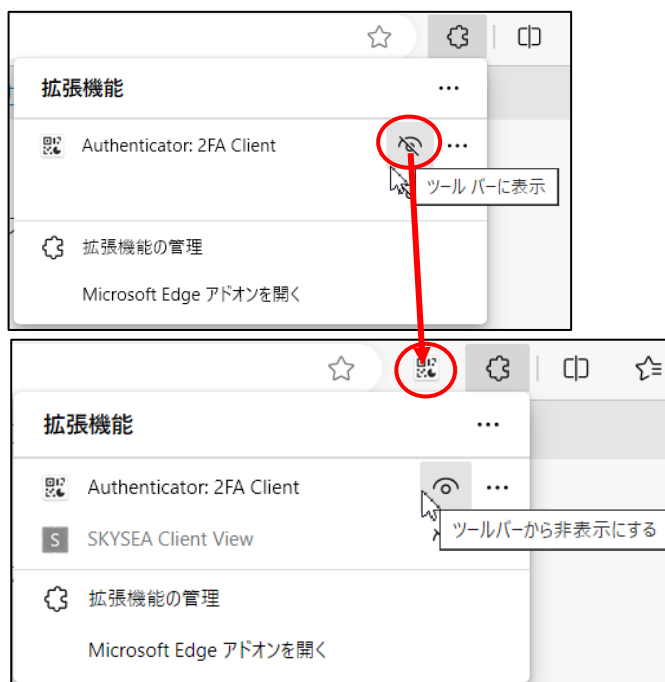 拡張機能
Authenticator: 2FA Client
ツール バーに表示
拡張機能の管理
Microsoft Edge アドオンを開く
拡張機能
Authenticator: 2FA Client
S SKYSEA Client View
ツールバーから非表示にする
拡張機能の管理
Microsoft Edge アドオンを開く